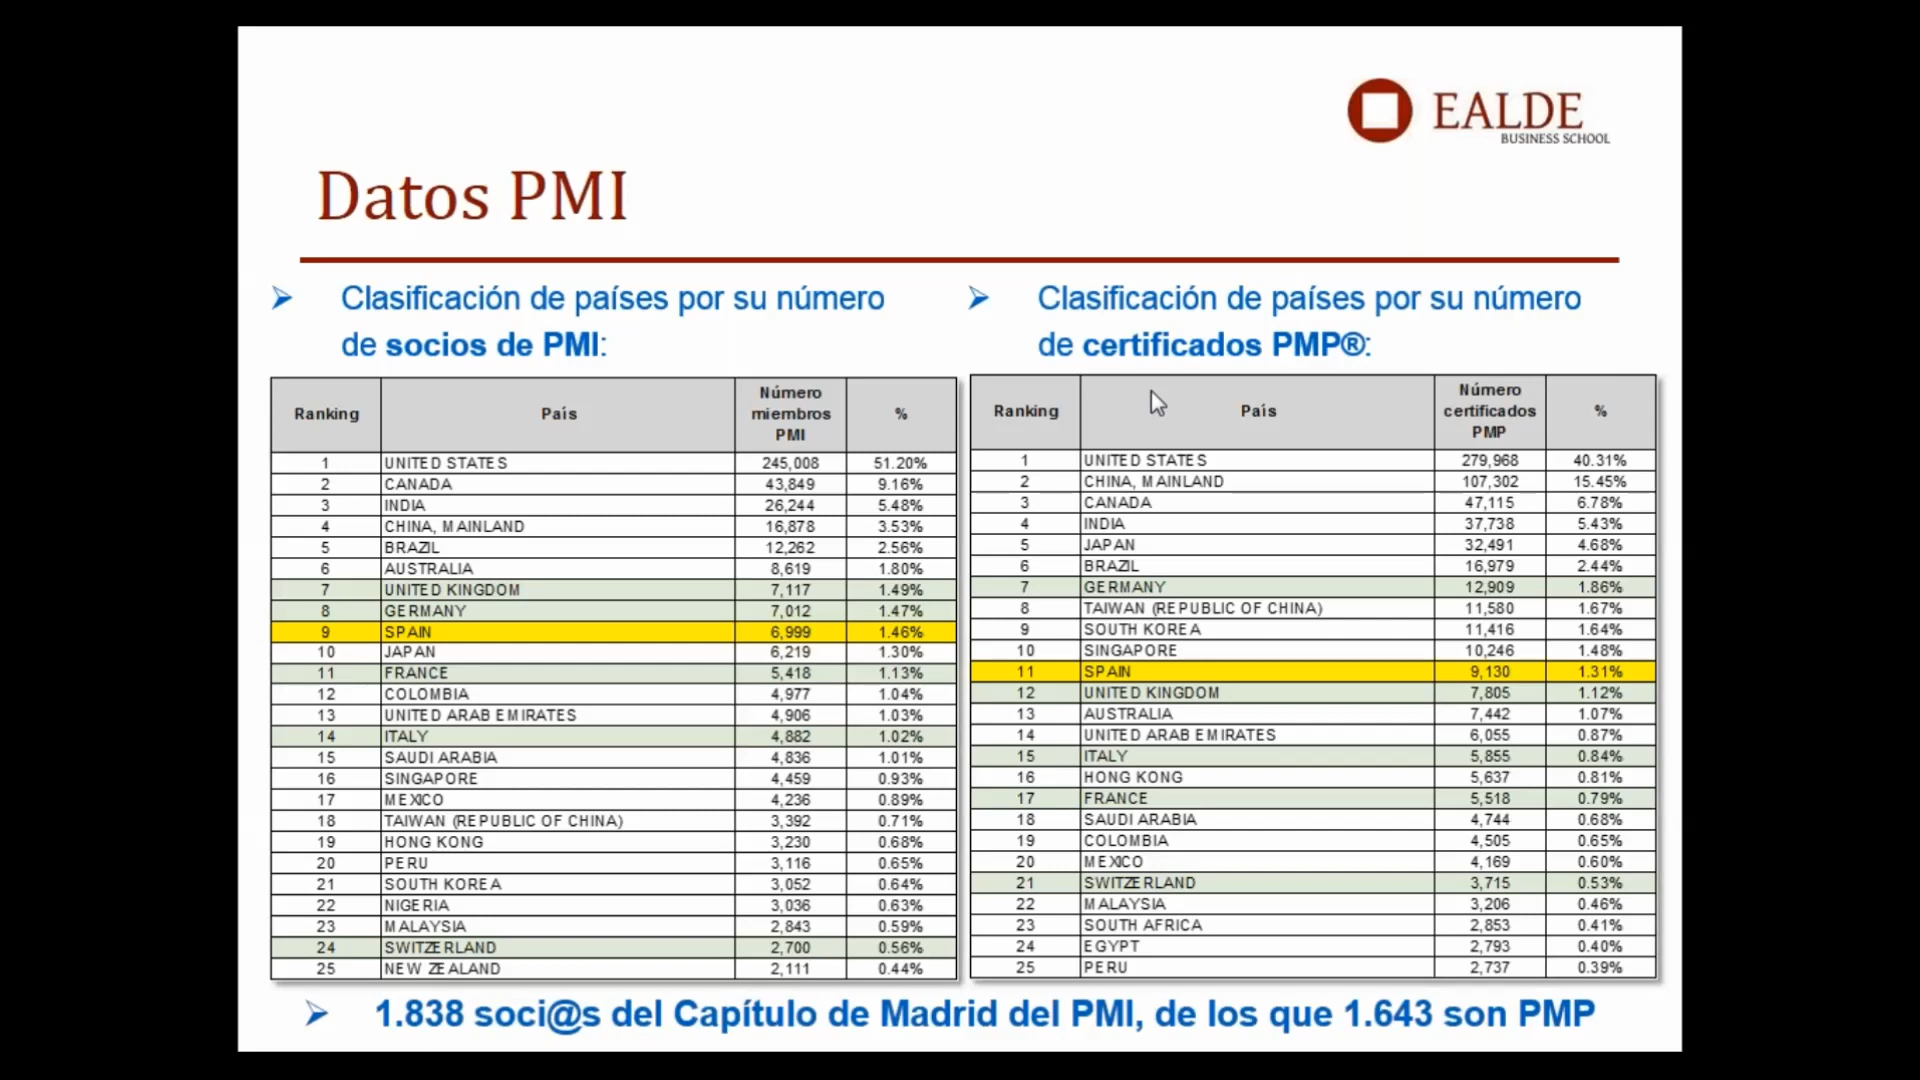 EALDE
BUSINESS SCHOOL
Datos PMI
Clasificación de países por su número
de socios de PMI:
Ranking País Número miembros PMI %
1 UNITED STATES 245,008 51.20%
2 CANADA 43,849 9.16%
3 INDIA 26,244 5.48%
4 CHINA, MAINLAND 16,878 3.53%
5 BRAZIL 12,262 2.56%
6 AUSTRALIA 8,619 1.80%
7 UNITED KINGDOM 7,117 1.49%
8 GERMANY 7,012 1.47%
9 SPAIN 6,999 1.46%
10 JAPAN 6,219 1.30%
11 FRANCE 5,418 1.13%
12 COLOMBIA 4,977 1.04%
13 UNITED ARAB EMIRATES 4,906 1.03%
14 ITALY 4,882 1.02%
15 SAUDI ARABIA 4,836 1.01%
16 SINGAPORE 4,459 0.93%
17 MEXICO 4,236 0.89%
18 TAIWAN (REPUBLIC OF CHINA) 3,392 0.71%
19 HONG KONG 3,230 0.68%
20 PERU 3,116 0.65%
21 SOUTH KOREA 3,052 0.64%
22 NIGERIA 3,036 0.63%
23 MALAYSIA 2,843 0.59%
24 SWITZERLAND 2,700 0.56%
25 NEW ZEALAND 2,111 0.44%
Clasificación de países por su número
de certificados PMP®:
Ranking País Número certificados PMP %
1 UNITED STATES 279,968 40.31%
2 CHINA, MAINLAND 107,302 15.45%
3 CANADA 47,115 6.78%
4 INDIA 37,738 5.43%
5 JAPAN 32,491 4.68%
6 BRAZIL 16,979 2.44%
7 GERMANY 12,909 1.86%
8 TAIWAN (REPUBLIC OF CHINA) 11,580 1.67%
9 SOUTH KOREA 11,416 1.64%
10 SINGAPORE 10,246 1.48%
11 SPAIN 9,130 1.31%
12 UNITED KINGDOM 7,805 1.12%
13 AUSTRALIA 7,442 1.07%
14 UNITED ARAB EMIRATES 6,055 0.87%
15 ITALY 5,855 0.84%
16 HONG KONG 5,637 0.81%
17 FRANCE 5,518 0.79%
18 SAUDI ARABIA 4,744 0.68%
19 COLOMBIA 4,505 0.65%
20 MEXICO 4,169 0.60%
21 SWITZERLAND 3,715 0.53%
22 MALAYSIA 3,206 0.46%
23 SOUTH AFRICA 2,853 0.41%
24 EGYPT 2,793 0.40%
25 PERU 2,737 0.39%
1.838 soci@s del Capítulo de Madrid del PMI, de los que 1.643 son PMP